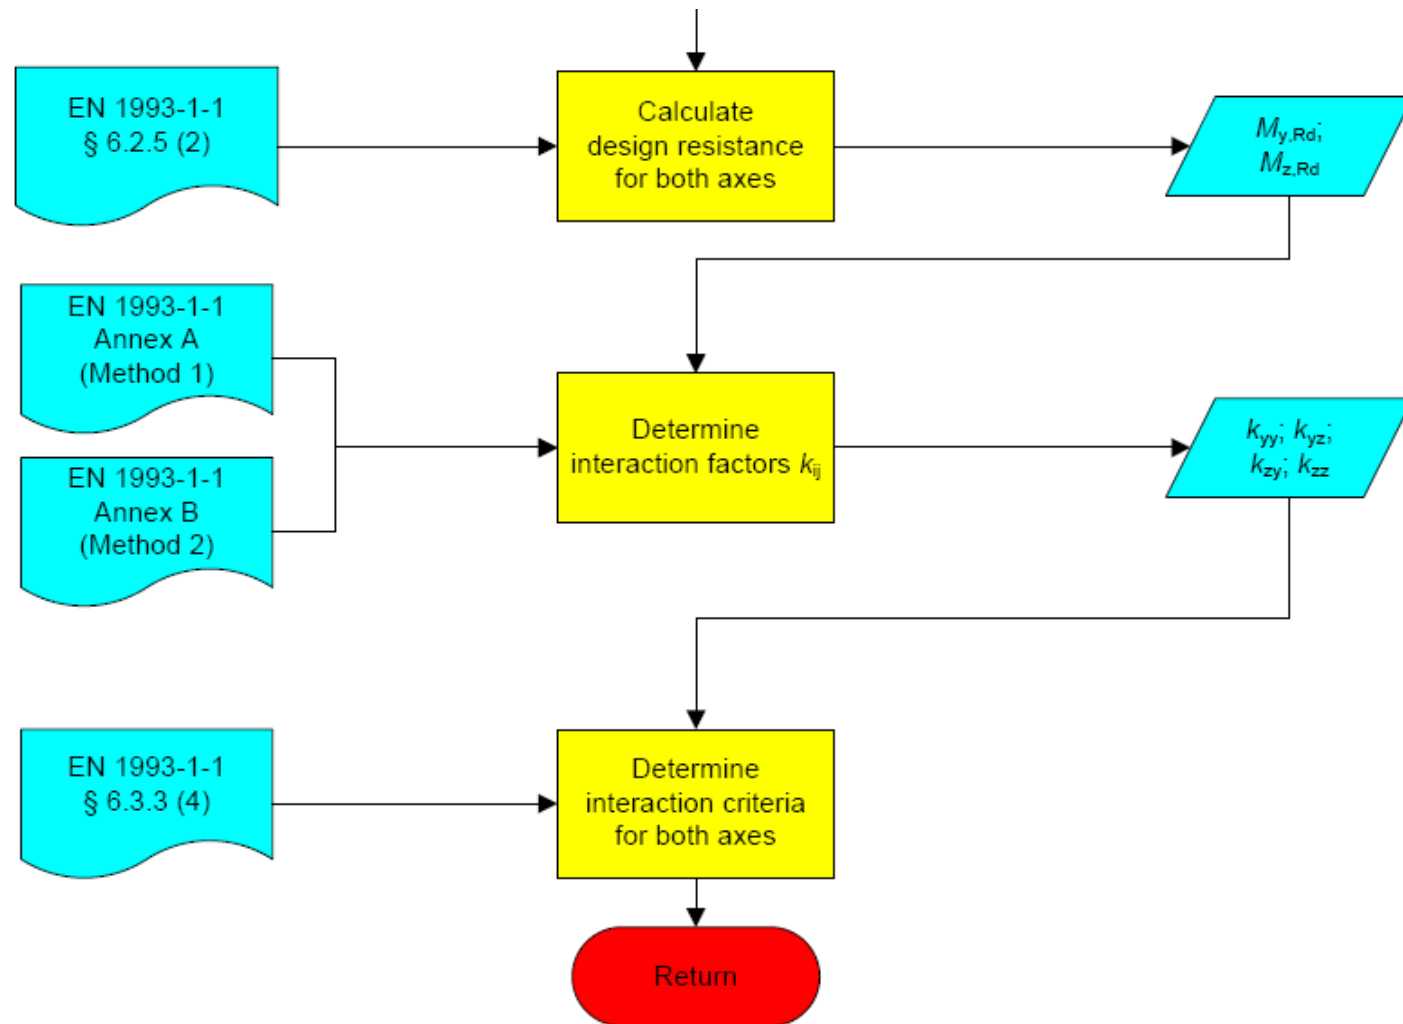 EN 1993-1-1
§ 6.2.5 (2)
Calculate
design resistance
for both axes
My,Rd;
Mz,Rd
EN 1993-1-1
Annex A
(Method 1)
EN 1993-1-1
Annex B
(Method 2)
Determine
interaction factors kij
kyy; kyz;
kzy; kzz
EN 1993-1-1
§ 6.3.3 (4)
Determine
interaction criteria
for both axes
Return